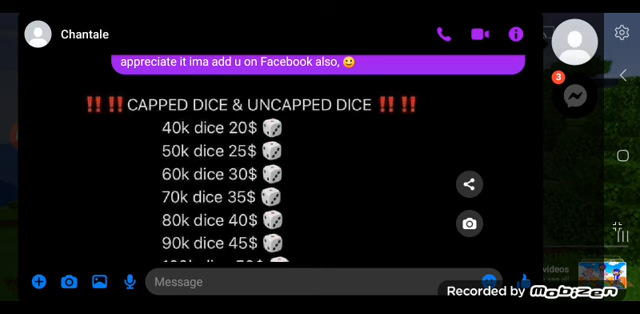 Chantale
appreciate it ima add u on Facebook also, 😀
‼️ ‼️ CAPPED DICE & UNCAPPED DICE ‼️ ‼️
40k dice 20$ 🎲
50k dice 25$ 🎲
60k dice 30$ 🎲
70k dice 35$ 🎲
80k dice 40$ 🎲
90k dice 45$ 🎲
3
Message
videos
Recorded by MOBIZEN